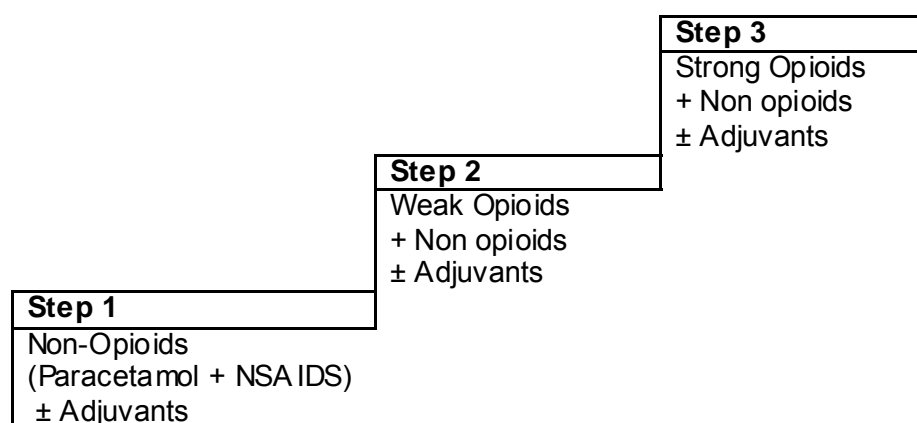 Step 3
Strong Opioids
+ Non opioids
± Adjuvants
Step 2
Weak Opioids
+ Non opioids
± Adjuvants
Step 1
Non-Opioids
(Paracetamol + NSAIDS)
± Adjuvants